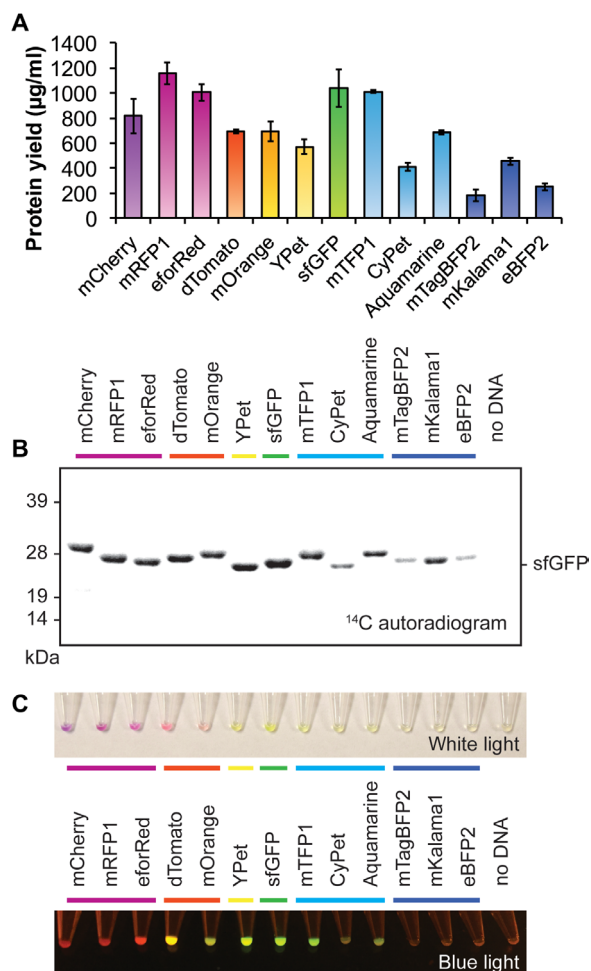 A
Protein yield (µg/ml)
1400
1200
1000
800
600
400
200
0
mCherry
mRFP1
eforRed
dTomato
mOrange
YPet
sfGFP
mTFP1
CyPet
Aquamarine
mTagBFP2
mKalama1
eBFP2
mCherry
mRFP1
eforRed
dTomato
mOrange
YPet
sfGFP
mTFP1
CyPet
Aquamarine
mTagBFP2
mKalama1
eBFP2
no DNA
B
39
28
19
14
kDa
sfGFP
14C autoradiogram
C
White light
mCherry
mRFP1
eforRed
dTomato
mOrange
YPet
sfGFP
mTFP1
CyPet
Aquamarine
mTagBFP2
mKalama1
eBFP2
no DNA
Blue light